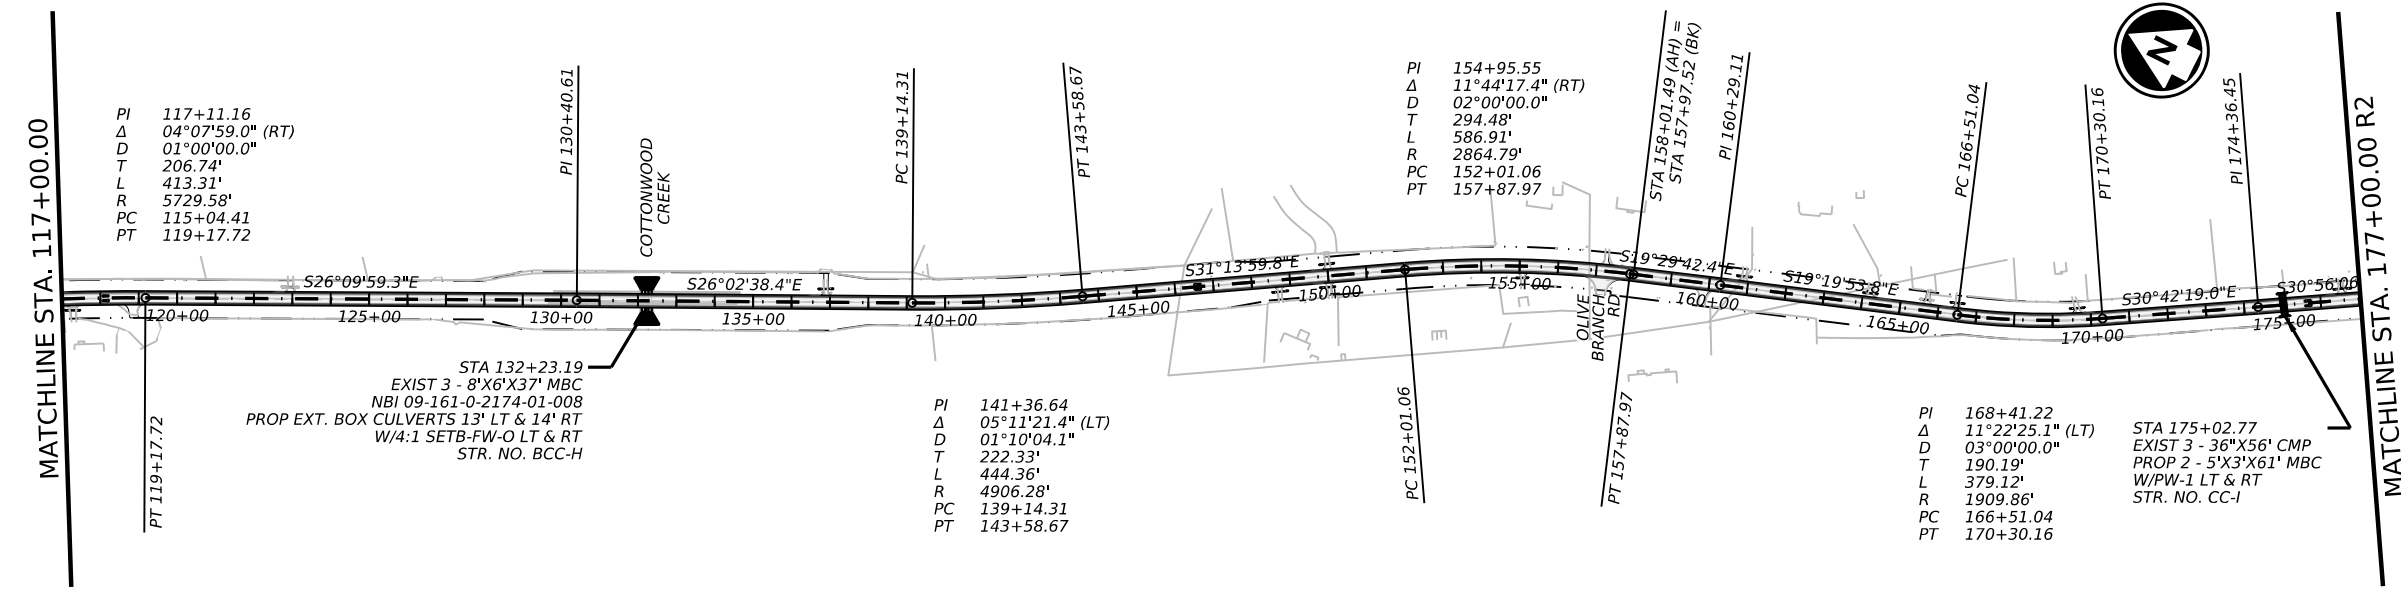 MATCHLINE STA. 117+00.00
PI 117+11.16
Δ 04°07'59.0" (RT)
D 01°00'00.0"
T 206.74'
L 413.31'
R 5729.58'
PC 115+04.41
PT 119+17.72
PT 119+17.72
S26°09'59.3"E
120+00
125+00
130+00
PI 130+40.61
COTTONWOOD
CREEK
S26°02'38.4"E
135+00
140+00
STA 132+23.19
EXIST 3 - 8'X6'X37' MBC
NBI 09-161-0-2174-01-008
PROP EXT. BOX CULVERTS 13' LT & 14' RT
W/4:1 SETB-FW-O LT & RT
STR. NO. BCC-H
PC 139+14.31
PT 143+58.67
PI 141+36.64
Δ 05°11'21.4" (LT)
D 01°10'04.1"
T 222.33'
L 444.36'
R 4906.28'
PC 139+14.31
PT 143+58.67
145+00
S31°13'59.8"E
150+00
PC 152+01.06
PI 154+95.55
Δ 11°44'17.4" (RT)
D 02°00'00.0"
T 294.48'
L 586.91'
R 2864.79'
PC 152+01.06
PT 157+87.97
155+00
OLIVE
BRANCH
RD
PT 157+87.97
STA 158+01.49 (AH) =
STA 157+97.52 (BK)
S19°29'42.4"E
PI 160+29.11
160+00
S19°19'53.8"E
165+00
PC 166+51.04
PT 170+30.16
170+00
S30°42'19.0"E
PI 174+36.45
175+00
S30°56'06
PI 168+41.22
Δ 11°22'25.1" (LT)
D 03°00'00.0"
T 190.19'
L 379.12'
R 1909.86'
PC 166+51.04
PT 170+30.16
STA 175+02.77
EXIST 3 - 36"X56' CMP
PROP 2 - 5'X3'X61' MBC
W/PW-1 LT & RT
STR. NO. CC-I
N
MATCHLINE STA. 177+00.00 R2